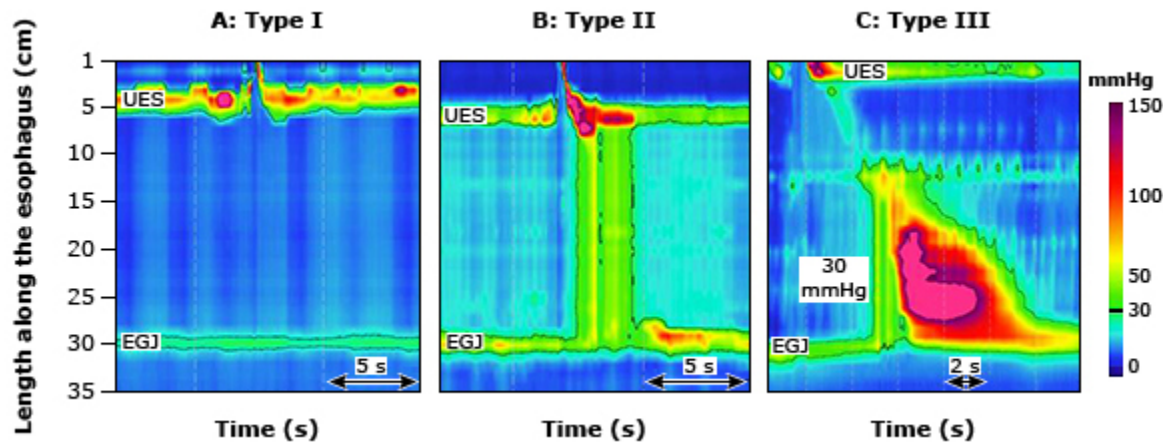 A: Type I
B: Type II
C: Type III
Length along the esophagus (cm)
1
5
10
15
20
25
30
35
UES
EGJ
5 s
UES
EGJ
5 s
UES
30
mmHg
EGJ
2 s
mmHg
150
100
50
30
0
Time (s)
Time (s)
Time (s)